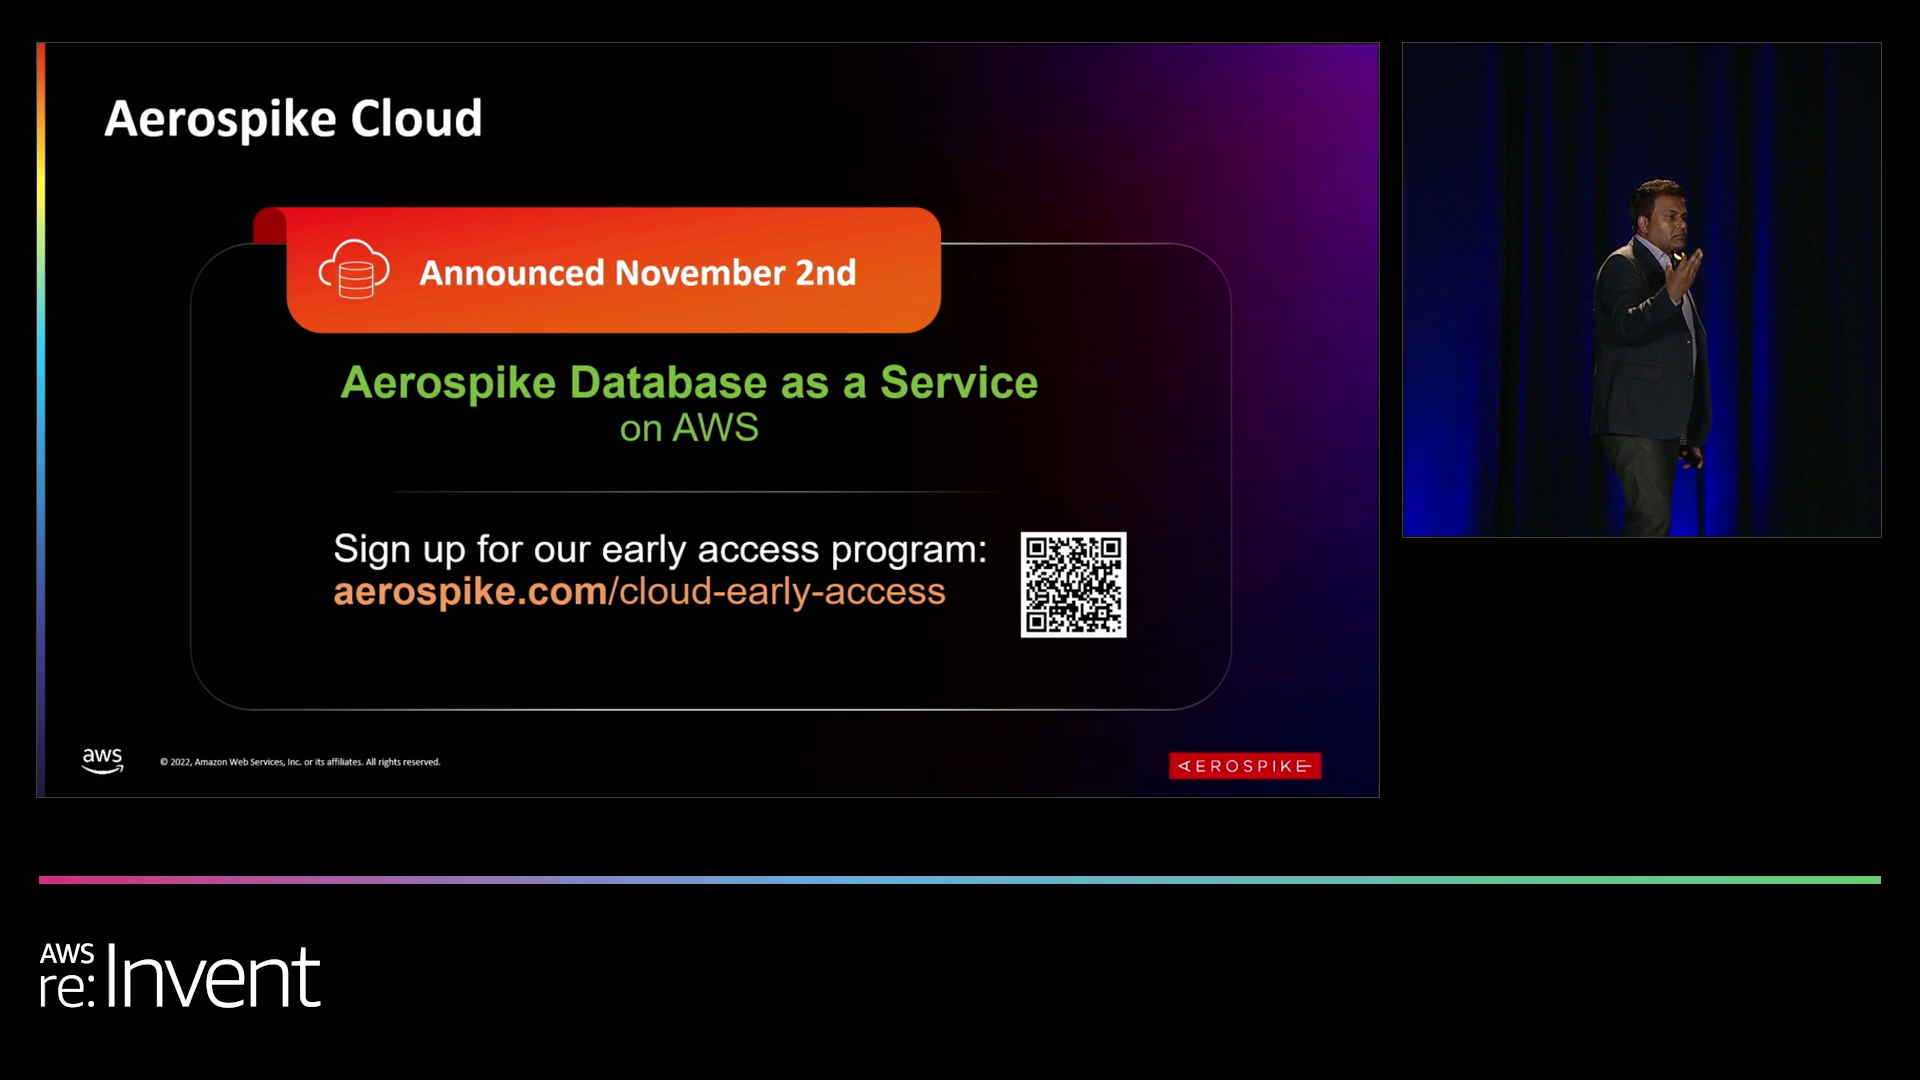 Aerospike Cloud
Announced November 2nd
Aerospike Database as a Service
on AWS
Sign up for our early access program:
aerospike.com/cloud-early-access
aws
© 2022, Amazon Web Services, Inc. or its affiliates. All rights reserved.
AEROSPIKE
AWS
re:Invent